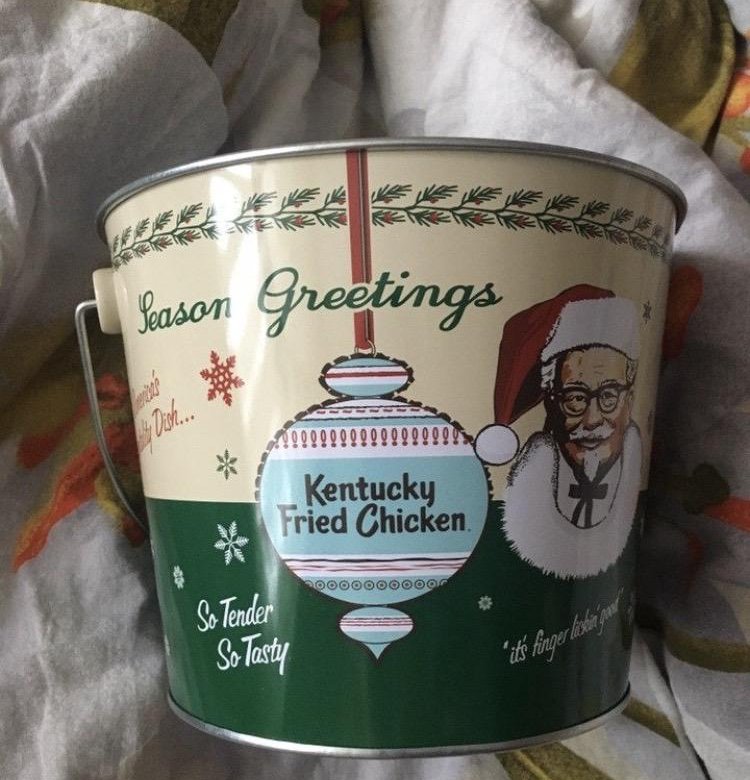 Season Greetings
Dish...
Kentucky
Fried Chicken
So Tender
So Tasty
"it's finger lickin' good"